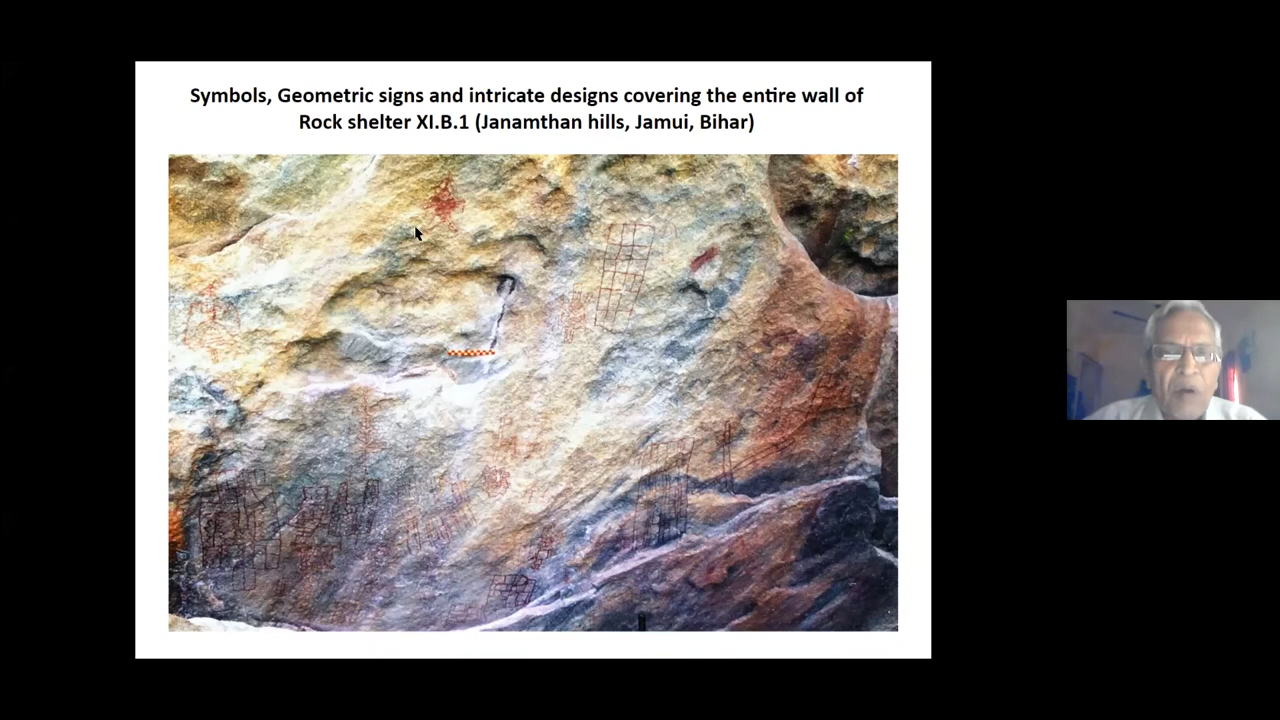 Symbols, Geometric signs and intricate designs covering the entire wall of
Rock shelter XI.B.1 (Janamthan hills, Jamui, Bihar)